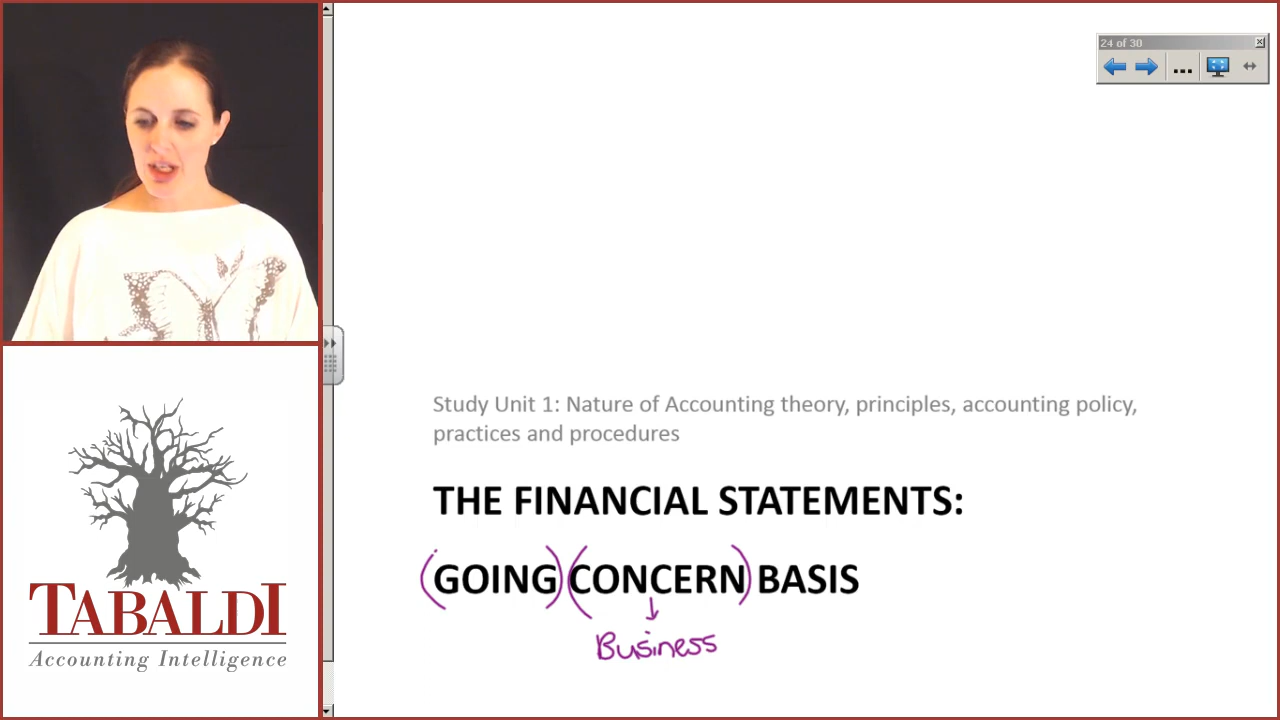 24 of 30
Study Unit 1: Nature of Accounting theory, principles, accounting policy,
practices and procedures
THE FINANCIAL STATEMENTS:
(GOING) (CONCERN) BASIS
Business
TABALDI
Accounting Intelligence